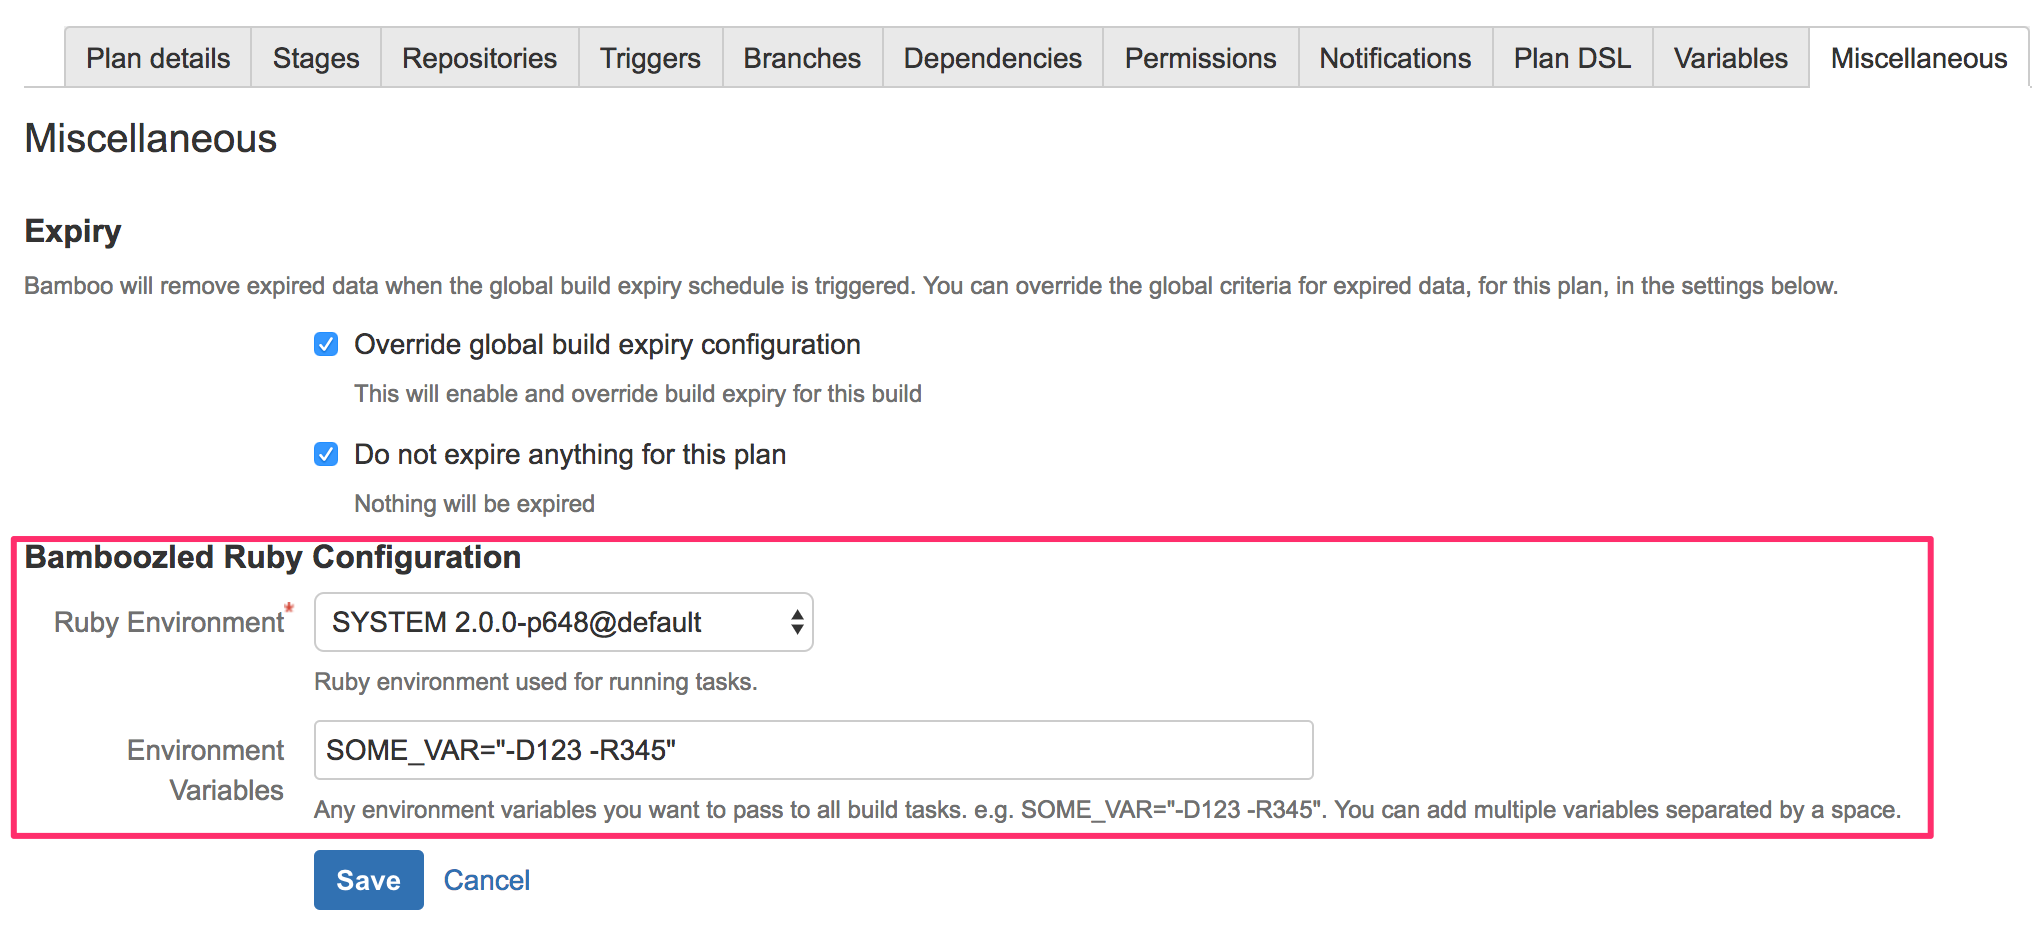 Plan details Stages Repositories Triggers Branches Dependencies Permissions Notifications Plan DSL Variables Miscellaneous
Miscellaneous
Expiry
Bamboo will remove expired data when the global build expiry schedule is triggered. You can override the global criteria for expired data, for this plan, in the settings below.
Override global build expiry configuration
This will enable and override build expiry for this build
Do not expire anything for this plan
Nothing will be expired
Bamboozled Ruby Configuration
Ruby Environment* SYSTEM 2.0.0-p648@default
Ruby environment used for running tasks.
Environment Variables SOME_VAR="-D123 -R345"
Any environment variables you want to pass to all build tasks. e.g. SOME_VAR="-D123 -R345". You can add multiple variables separated by a space.
Save Cancel